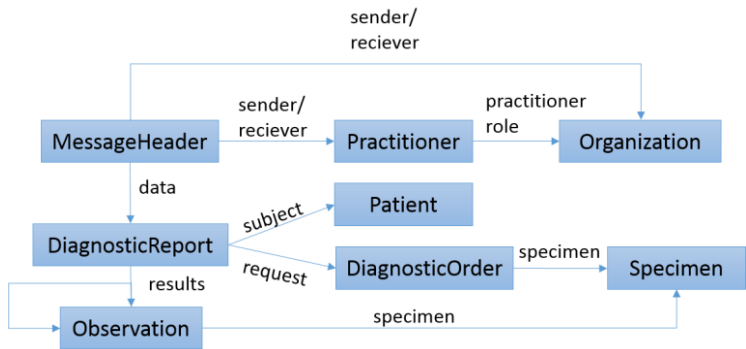 sender/
reciever
sender/
reciever
practitioner
role
MessageHeader
Practitioner
Organization
data
subject
Patient
DiagnosticReport
request
DiagnosticOrder
specimen
Specimen
results
Observation
specimen